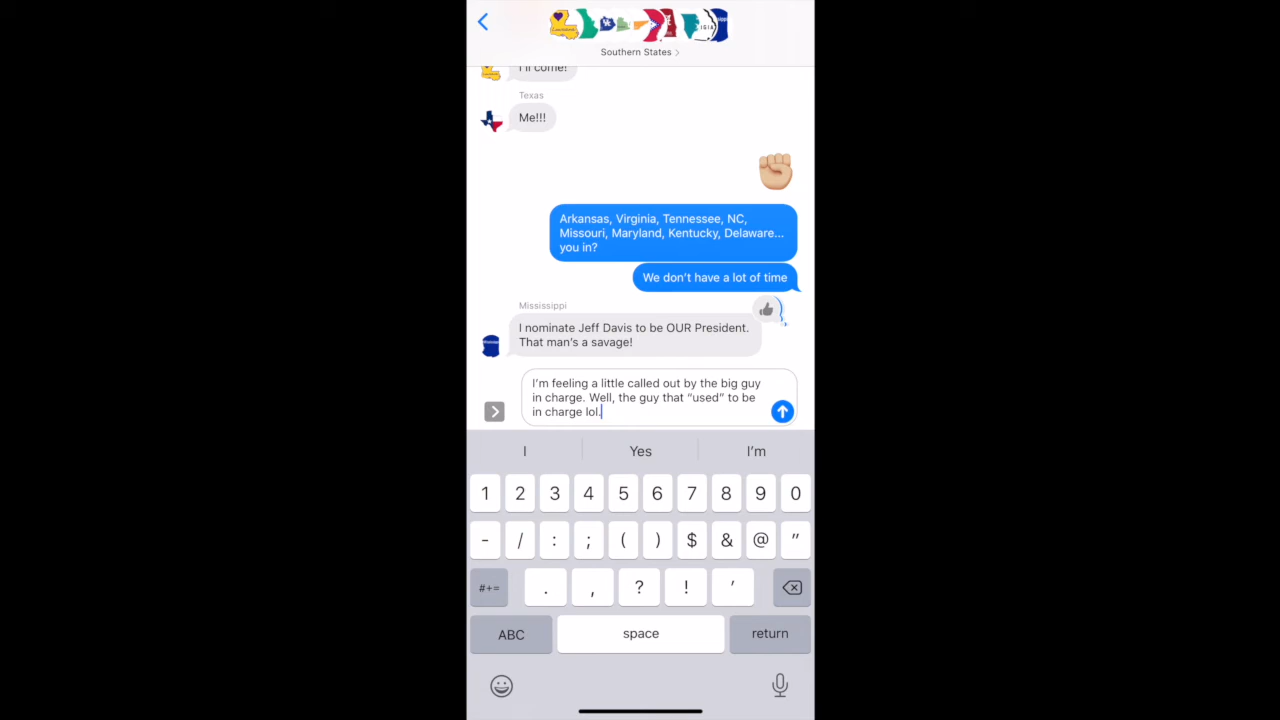 Southern States >
I'll come!
Texas
Me!!!
Arkansas, Virginia, Tennessee, NC,
Missouri, Maryland, Kentucky, Delaware...
you in?
We don't have a lot of time
Mississippi
I nominate Jeff Davis to be OUR President.
That man's a savage!
I'm feeling a little called out by the big guy
in charge. Well, the guy that “used” to be
in charge lol.
I Yes I'm
1 2 3 4 5 6 7 8 9 0
- / : ; ( ) $ & @ "
#+= . , ? ! '
ABC space return